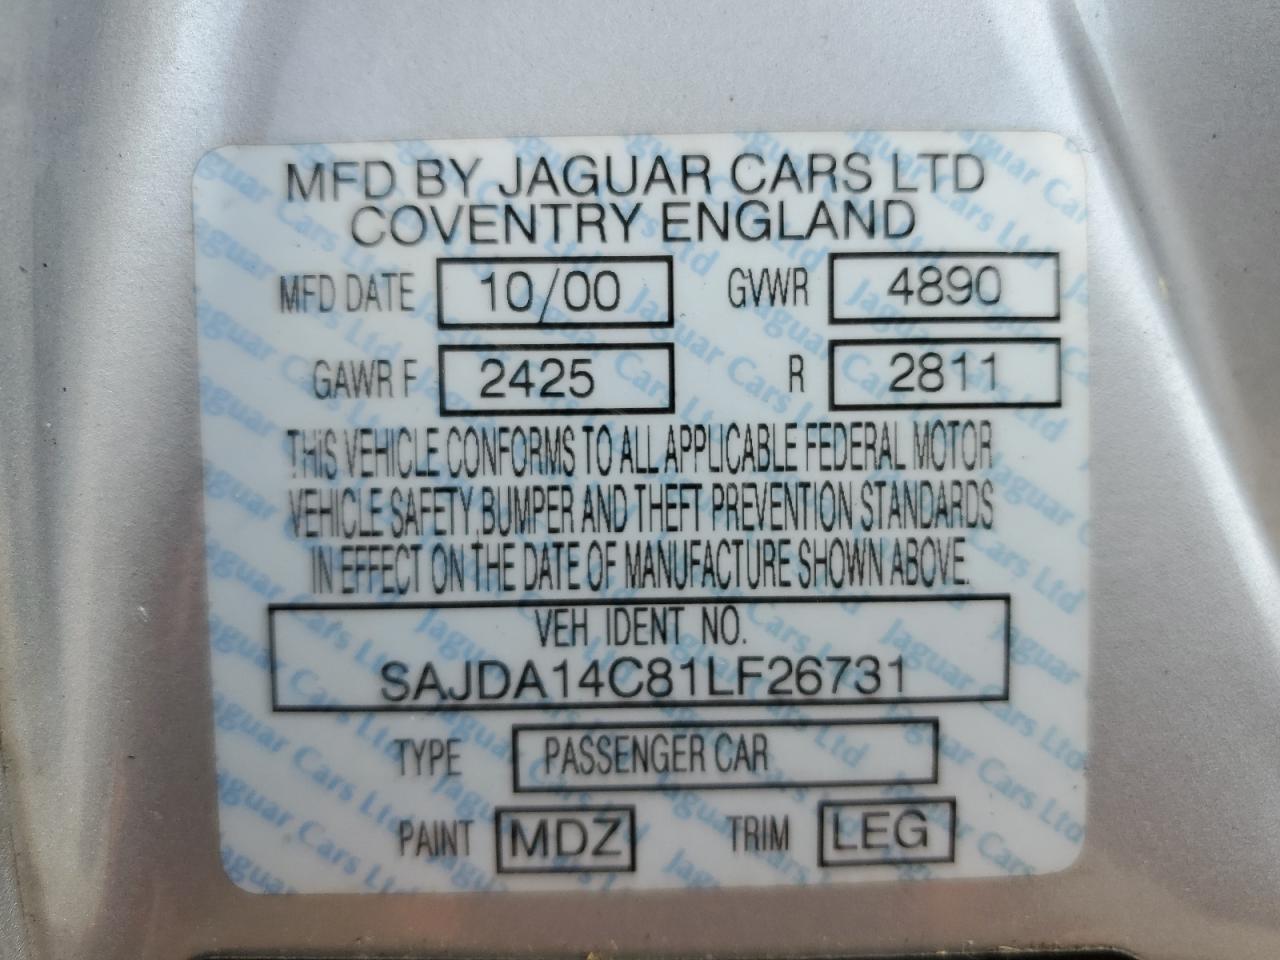 MFD BY JAGUAR CARS LTD
COVENTRY ENGLAND
MFD DATE 10/00 GVWR 4890
GAWR F 2425 R 2811
THIS VEHICLE CONFORMS TO ALL APPLICABLE FEDERAL MOTOR
VEHICLE SAFETY, BUMPER AND THEFT PREVENTION STANDARDS
IN EFFECT ON THE DATE OF MANUFACTURE SHOWN ABOVE.
VEH IDENT NO.
SAJDA14C81LF26731
TYPE PASSENGER CAR
PAINT MDZ TRIM LEG